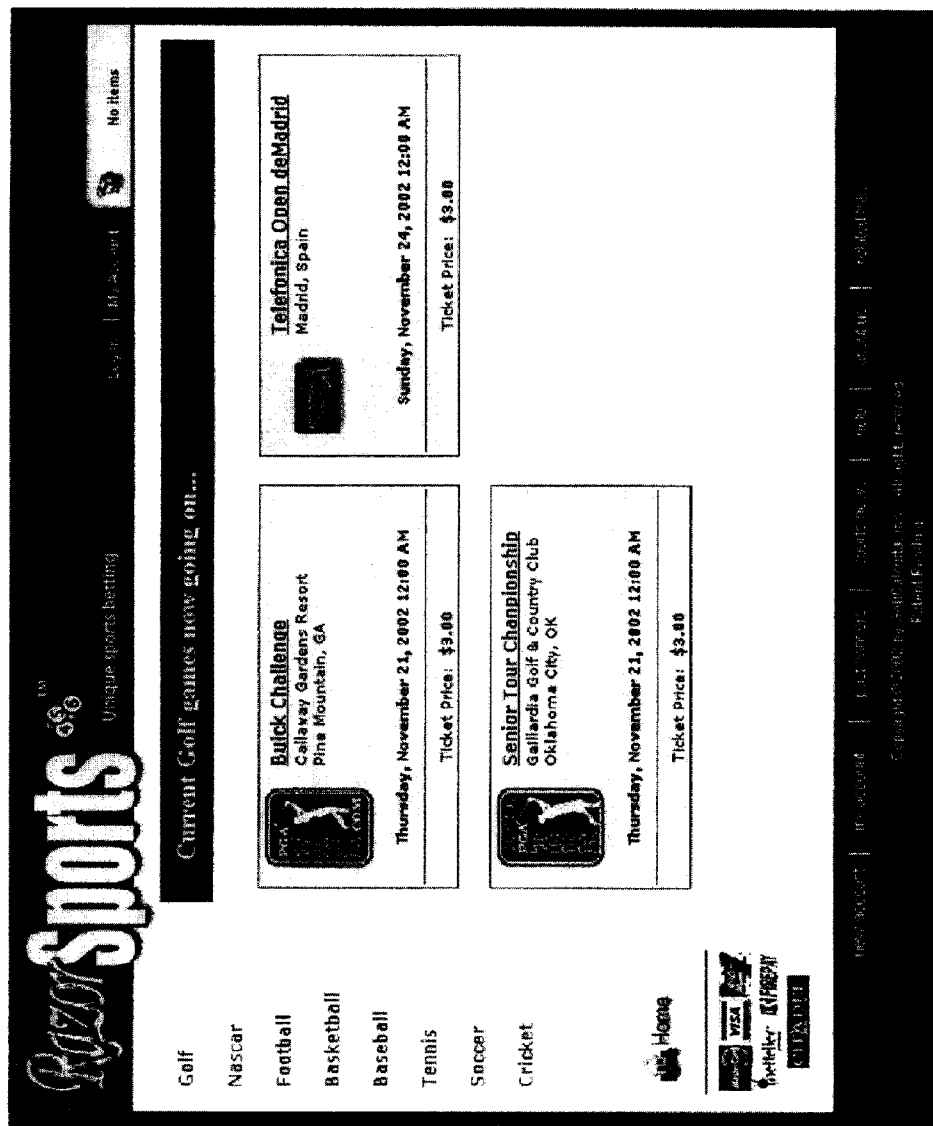 RazorSports TM
Unique sports betting
No items
Current Golf games now going on...
Golf
Nascar
Football
Basketball
Baseball
Tennis
Soccer
Cricket
Home
Buick Challenge
Callaway Gardens Resort
Pine Mountain, GA
Thursday, November 21, 2002 12:00 AM
Ticket Price: $3.00
Telefonica Open deMadrid
Madrid, Spain
Sunday, November 24, 2002 12:00 AM
Ticket Price: $3.00
PGA
Senior Tour Championship
Gaillardia Golf & Country Club
Oklahoma City, OK
Thursday, November 21, 2002 12:00 AM
Ticket Price: $3.00
PGA
VISA
FIREPAY